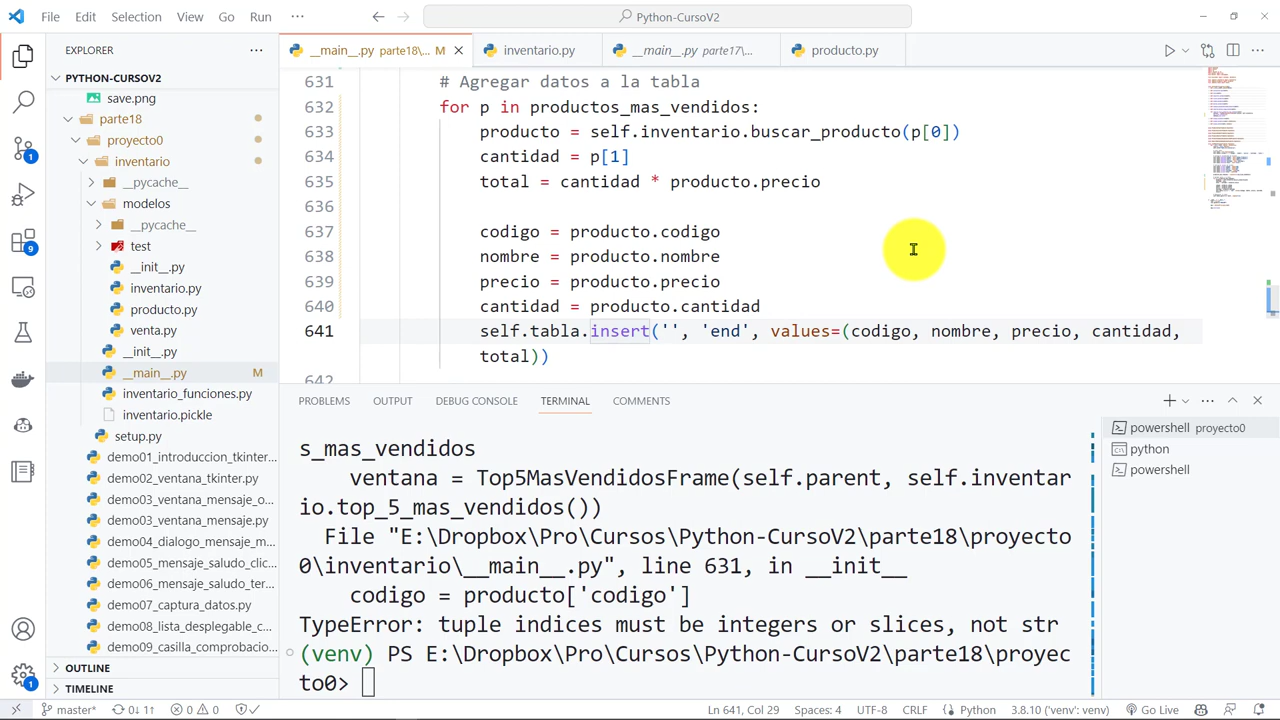 File Edit Selection View Go Run ··· Python-CursoV2
EXPLORER ···
PYTHON-CURSOV2
save.png
parte18
proyecto0
inventario
__pycache__
modelos
__pycache__
test
__init__.py
inventario.py
producto.py
venta.py
__init__.py
__main__.py M
inventario_funciones.py
inventario.pickle
setup.py
demo01_introduccion_tkinter...
demo02_ventana_tkinter.py
demo03_ventana_mensaje_o...
demo03_ventana_mensaje.py
demo04_dialogo_mensaje_m...
demo05_mensaje_saludo_clic...
demo06_mensaje_saludo_ter...
demo07_captura_datos.py
demo08_lista_desplegable_c...
demo09_casilla_comprobacio...
OUTLINE
TIMELINE
1
9
1
__main__.py parte18\... M
inventario.py
__main__.py parte17\...
producto.py
631 # Agregar datos a la tabla
632 for p in productos_mas_vendidos:
633 producto = self.inventario.buscar_producto(p[0
634 cantidad = p[1]
635 total = cantidad * producto.precio
636
637 codigo = producto.codigo
638 nombre = producto.nombre
639 precio = producto.precio
640 cantidad = producto.cantidad
641 self.tabla.insert('', 'end', values=(codigo, nombre, precio, cantidad,
total))
642
PROBLEMS OUTPUT DEBUG CONSOLE TERMINAL COMMENTS
powershell proyecto0
python
powershell
s_mas_vendidos
ventana = Top5MasVendidosFrame(self.parent, self.inventar
io.top_5_mas_vendidos())
File "E:\Dropbox\Pro\Cursos\Python-CursoV2\parte18\proyecto
0\inventario\__main__.py", line 631, in __init__
codigo = producto['codigo']
TypeError: tuple indices must be integers or slices, not str
(venv) PS E:\Dropbox\Pro\Cursos\Python-CursoV2\parte18\proyec
to0>
master* 0↓ 1↑ 0 0 Ln 641, Col 29 Spaces: 4 UTF-8 CRLF Python 3.8.10 ('venv': venv) Go Live